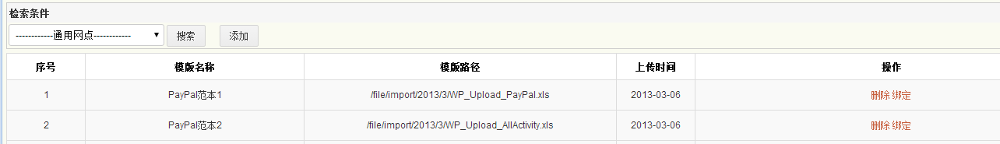 检索条件
------------通用网点------------ 搜索 添加
序号 模版名称 模版路径 上传时间 操作
1 PayPal范本1 /file/import/2013/3/WP_Upload_PayPal.xls 2013-03-06 删除 绑定
2 PayPal范本2 /file/import/2013/3/WP_Upload_AllActivity.xls 2013-03-06 删除 绑定